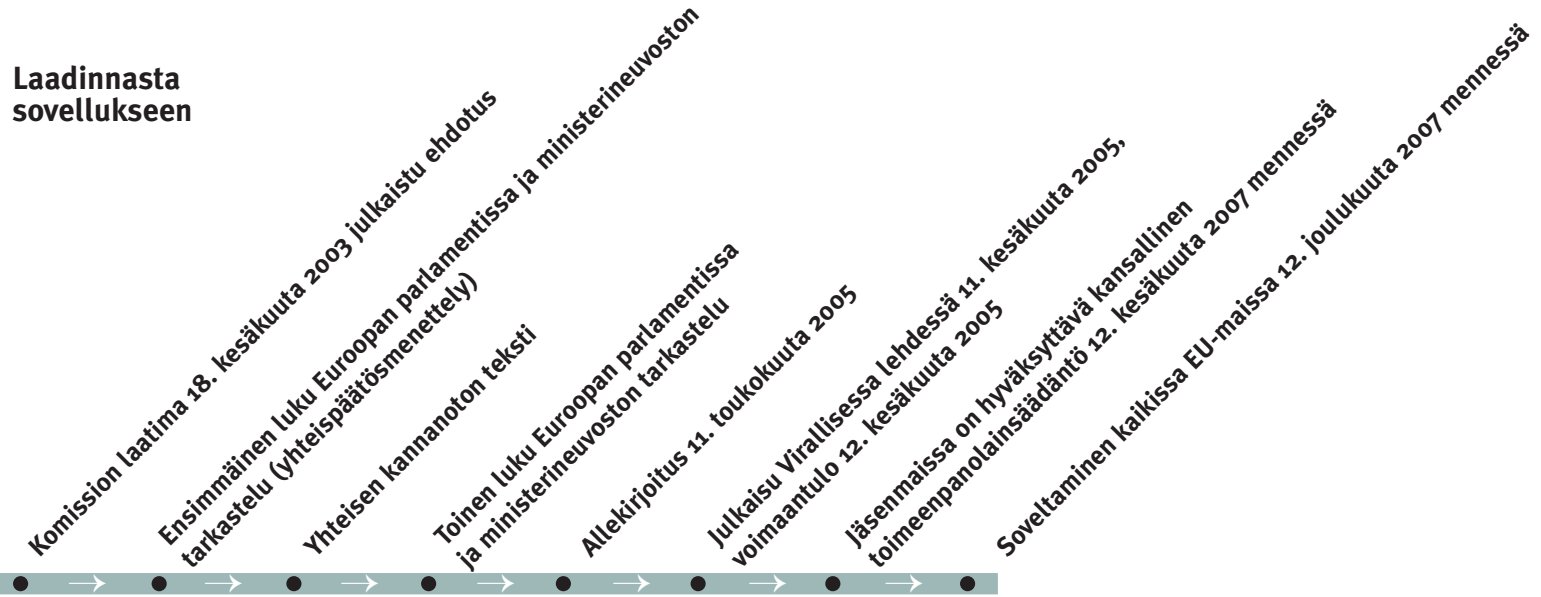 Laadinnasta
sovellukseen
Komission laatima 18. kesäkuuta 2003 julkaistu ehdotus
Ensimmäinen luku Euroopan parlamentissa ja ministerineuvoston
tarkastelu (yhteispäätösmenettely)
Yhteisen kannanoton teksti
Toinen luku Euroopan parlamentissa
ja ministerineuvoston tarkastelu
Allekirjoitus 11. toukokuuta 2005
Julkaisu Virallisessa lehdessä 11. kesäkuuta 2005,
voimaantulo 12. kesäkuuta 2005
Jäsenmaissa on hyväksyttävä kansallinen
toimeenpanolainsäädäntö 12. kesäkuuta 2007 mennessä
Soveltaminen kaikissa EU-maissa 12. joulukuuta 2007 mennessä